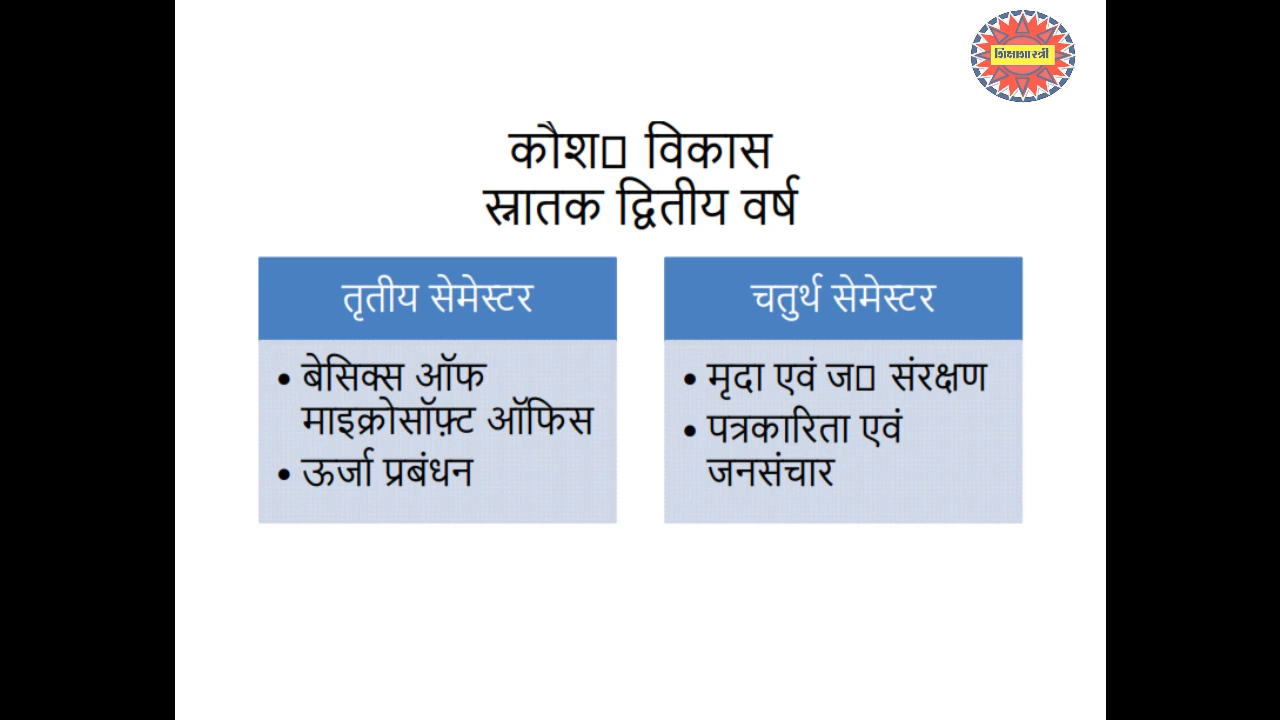 शिक्षाशास्त्री
कौश▯ विकास
स्नातक द्वितीय वर्ष
तृतीय सेमेस्टर
• बेसिक्स ऑफ
माइक्रोसॉफ़्ट ऑफिस
• ऊर्जा प्रबंधन
चतुर्थ सेमेस्टर
• मृदा एवं ज▯ संरक्षण
• पत्रकारिता एवं
जनसंचार